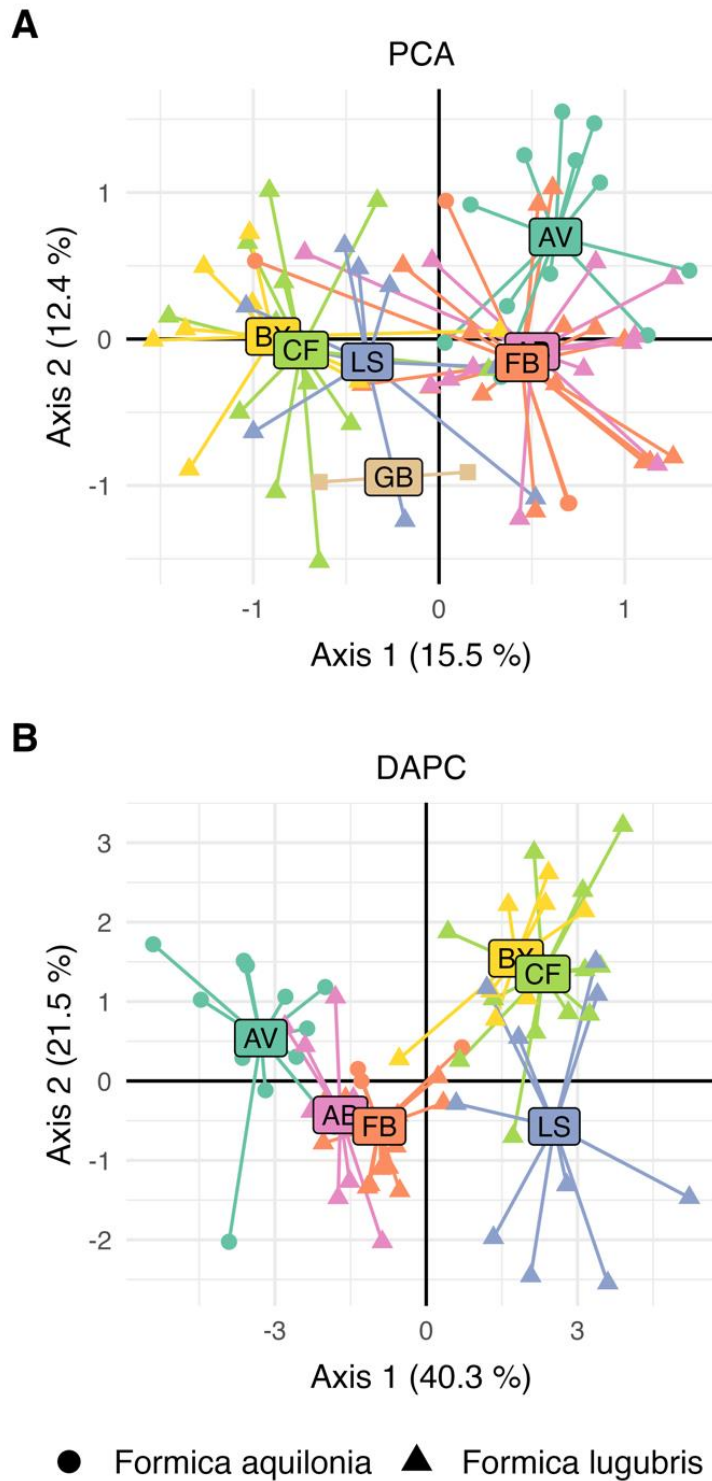 A
PCA
Axis 2 (12.4 %)
1
0
-1
AV
BY
CF
LS
FB
GB
-1 0 1
Axis 1 (15.5 %)
B
DAPC
Axis 2 (21.5 %)
3
2
1
0
-1
-2
BY
CF
AV
AB
FB
LS
-3 0 3
Axis 1 (40.3 %)
Formica aquilonia Formica lugubris